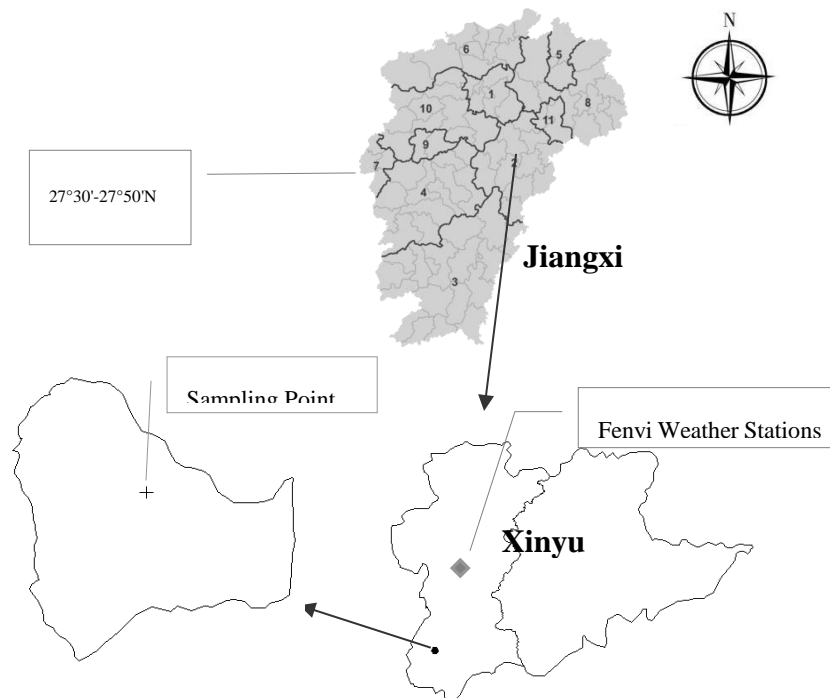 N
6
5
1
8
10
11
9
7
2
4
27°30'-27°50'N
Jiangxi
3
Sampling Point
Fenvi Weather Stations
Xinyu